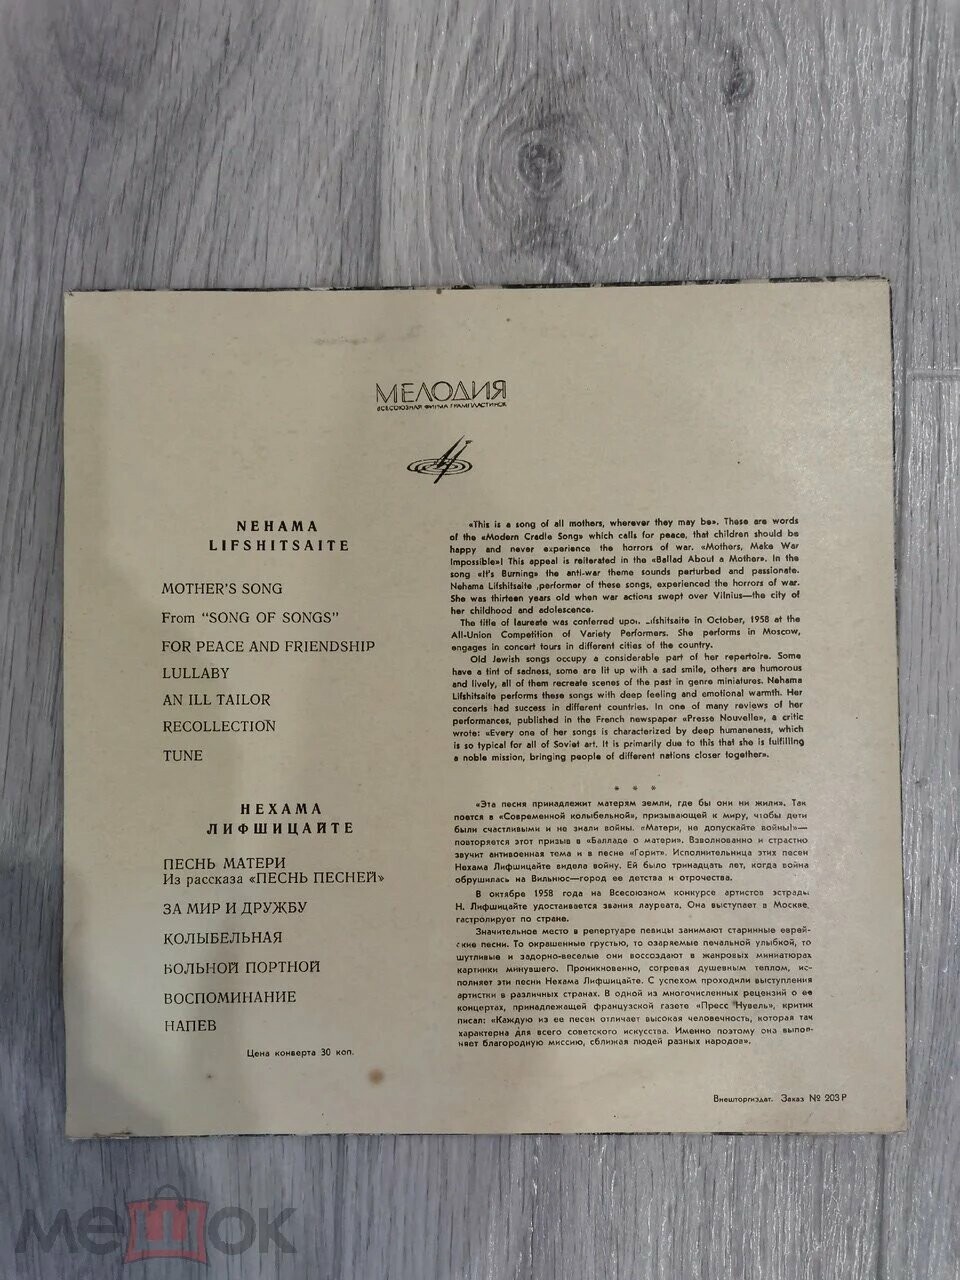 МЕЛОДИЯ
ВСЕСОЮЗНАЯ ФИРМА ГРАМПЛАСТИНОК
NEHAMA
LIFSHITSAITE
MOTHER'S SONG
From "SONG OF SONGS"
FOR PEACE AND FRIENDSHIP
LULLABY
AN ILL TAILOR
RECOLLECTION
TUNE
НЕХАМА
ЛИФШИЦАЙТЕ
ПЕСНЬ МАТЕРИ
Из рассказа «ПЕСНЬ ПЕСНЕЙ»
ЗА МИР И ДРУЖБУ
КОЛЫБЕЛЬНАЯ
БОЛЬНОЙ ПОРТНОЙ
ВОСПОМИНАНИЕ
НАПЕВ
Цена конверта 30 коп.
«This is a song of all mothers, wherever they may be». These are words
of the «Modern Cradle Song» which calls for peace, that children should be
happy and never experience the horrors of war. «Mothers, Make War
Impossible»! This appeal is reiterated in the «Ballad About a Mother». In the
song «It's Burning» the anti-war theme sounds perturbed and passionate.
Nehama Lifshitsaite ,performer of these songs, experienced the horrors of war.
She was thirteen years old when war actions swept over Vilnius—the city of
her childhood and adolescence.
The title of laureate was conferred upon Lifshitsaite in October, 1958 at the
All-Union Competition of Variety Performers. She performs in Moscow,
engages in concert tours in different cities of the country.
Old Jewish songs occupy a considerable part of her repertoire. Some
have a tint of sadness, some are lit up with a sad smile, others are humorous
and lively, all of them recreate scenes of the past in genre miniatures. Nehama
Lifshitsaite performs these songs with deep feeling and emotional warmth. Her
concerts had success in different countries. In one of many reviews of her
performances, published in the French newspaper «Presse Nouvelle», a critic
wrote: «Every one of her songs is characterized by deep humaneness, which
is so typical for all of Soviet art. It is primarily due to this that she is fulfilling
a noble mission, bringing people of different nations closer together».
* * *
«Эта песня принадлежит матерям земли, где бы они ни жили». Так
поется в «Современной колыбельной», призывающей к миру, чтобы дети
были счастливыми и не знали войны. «Матери, не допускайте войны!»—
повторяется этот призыв в «Балладе о матери». Взволнованно и страстно
звучит антивоенная тема и в песне «Горит». Исполнительница этих песен
Нехама Лифшицайте видела войну. Ей было тринадцать лет, когда война
обрушилась на Вильнюс—город ее детства и отрочества.
В октябре 1958 года на Всесоюзном конкурсе артистов эстрады
Н. Лифшицайте удостаивается звания лауреата. Она выступает в Москве,
гастролирует по стране.
Значительное место в репертуаре певицы занимают старинные еврей-
ские песни. То окрашенные грустью, то озаряемые печальной улыбкой, то
шутливые и задорно-веселые они воссоздают в жанровых миниатюрах
картинки минувшего. Проникновенно, согревая душевным теплом, ис-
полняет эти песни Нехама Лифшицайте. С успехом проходили выступления
артистки в различных странах. В одной из многочисленных рецензий о ее
концертах, принадлежащей французской газете «Пресс Нувель», критик
писал: «Каждую из ее песен отличает высокая человечность, которая так
характерна для всего советского искусства. Именно поэтому она выпол-
няет благородную миссию, сближая людей разных народов».
Внешторгиздат. Заказ № 203 Р
мешок